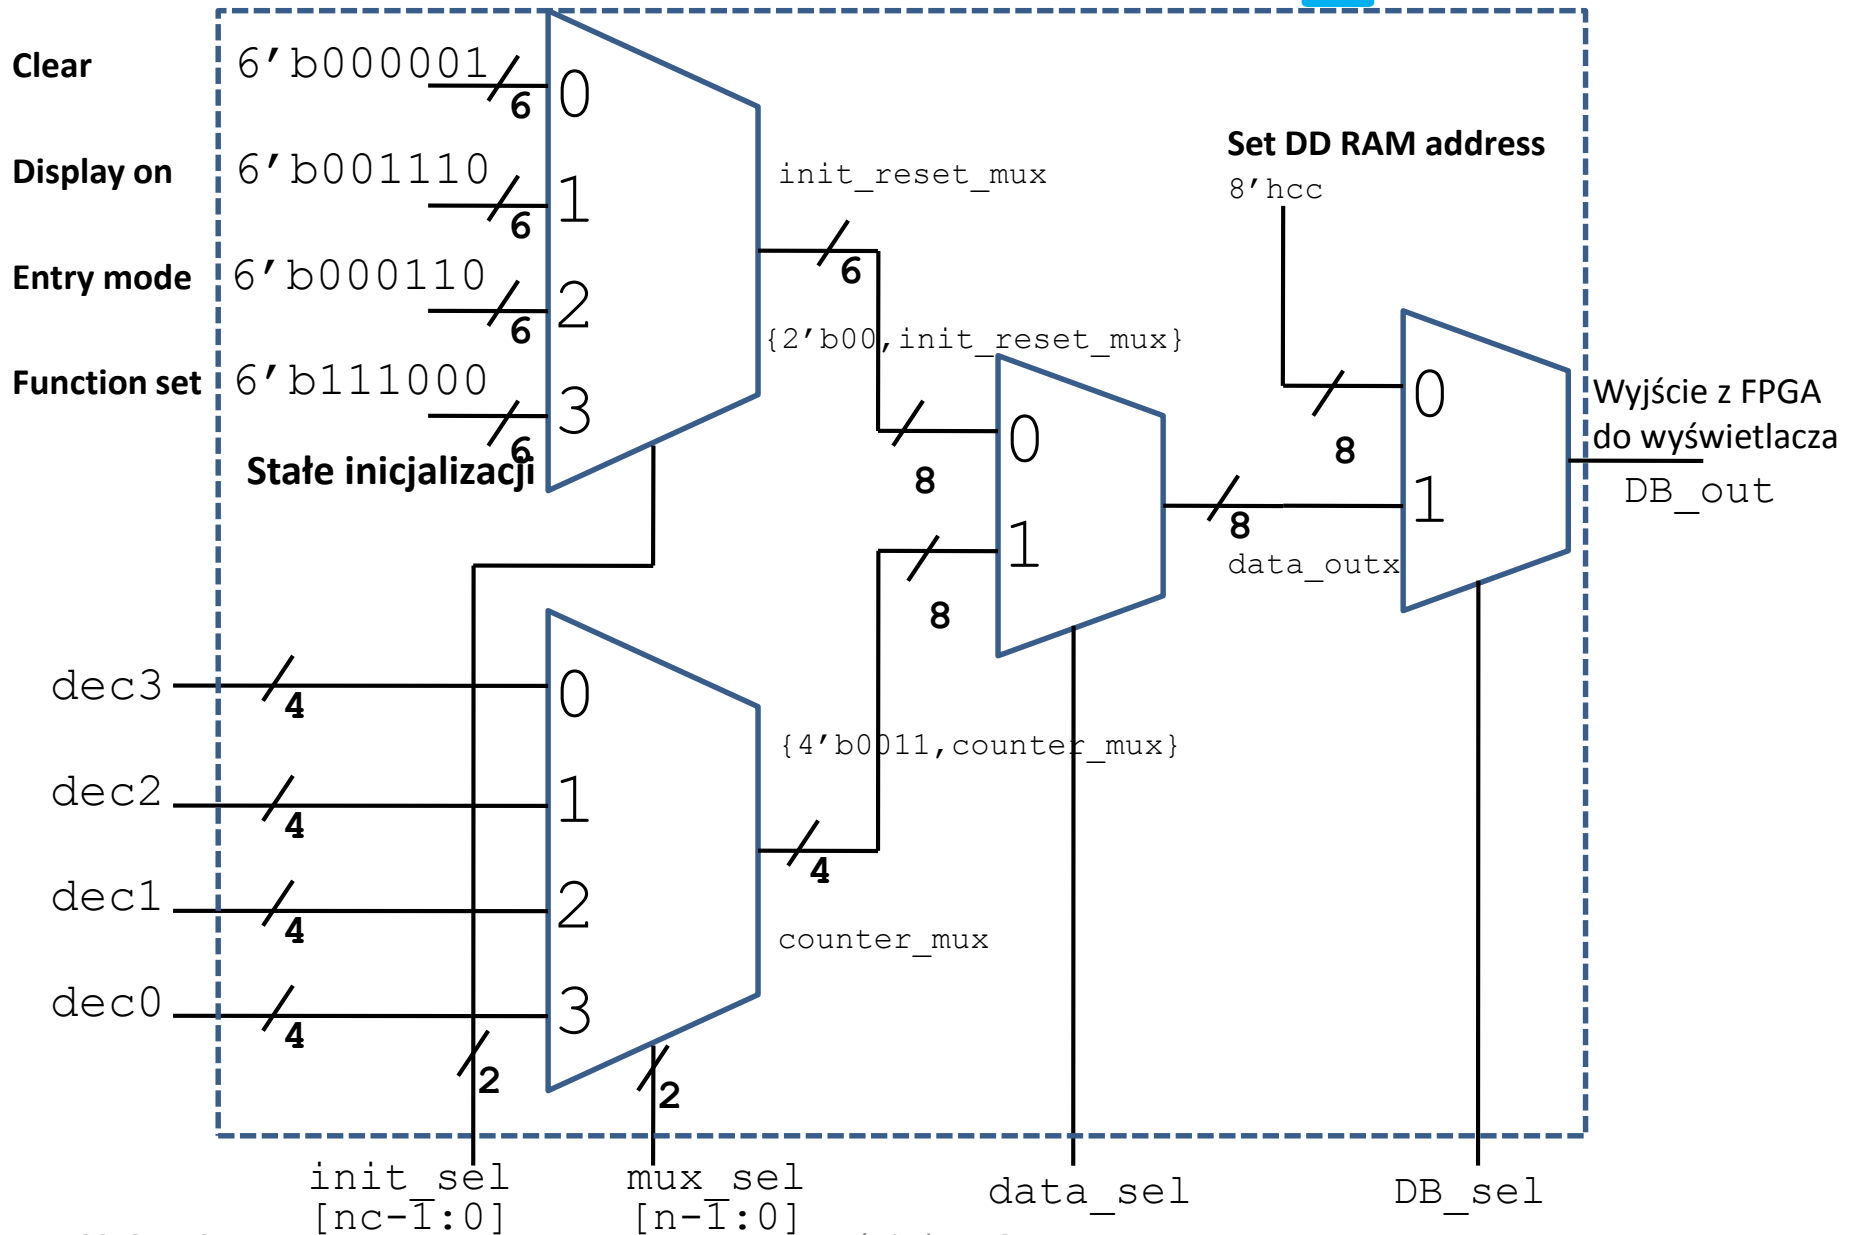 Clear
6'b000001
6
0
Display on
6'b001110
6
1
Entry mode
6'b000110
6
2
Function set
6'b111000
6
3
Stałe inicjalizacji
init_reset_mux
6
{2'b00,init_reset_mux}
8
0
8
1
Set DD RAM address
8'hcc
8
0
8
data_outx
1
Wyjście z FPGA
do wyświetlacza
DB_out
dec3
4
0
dec2
4
1
dec1
4
2
dec0
4
3
{4'b0011,counter_mux}
4
counter_mux
2
2
init_sel
[nc-1:0]
mux_sel
[n-1:0]
data_sel
DB_sel